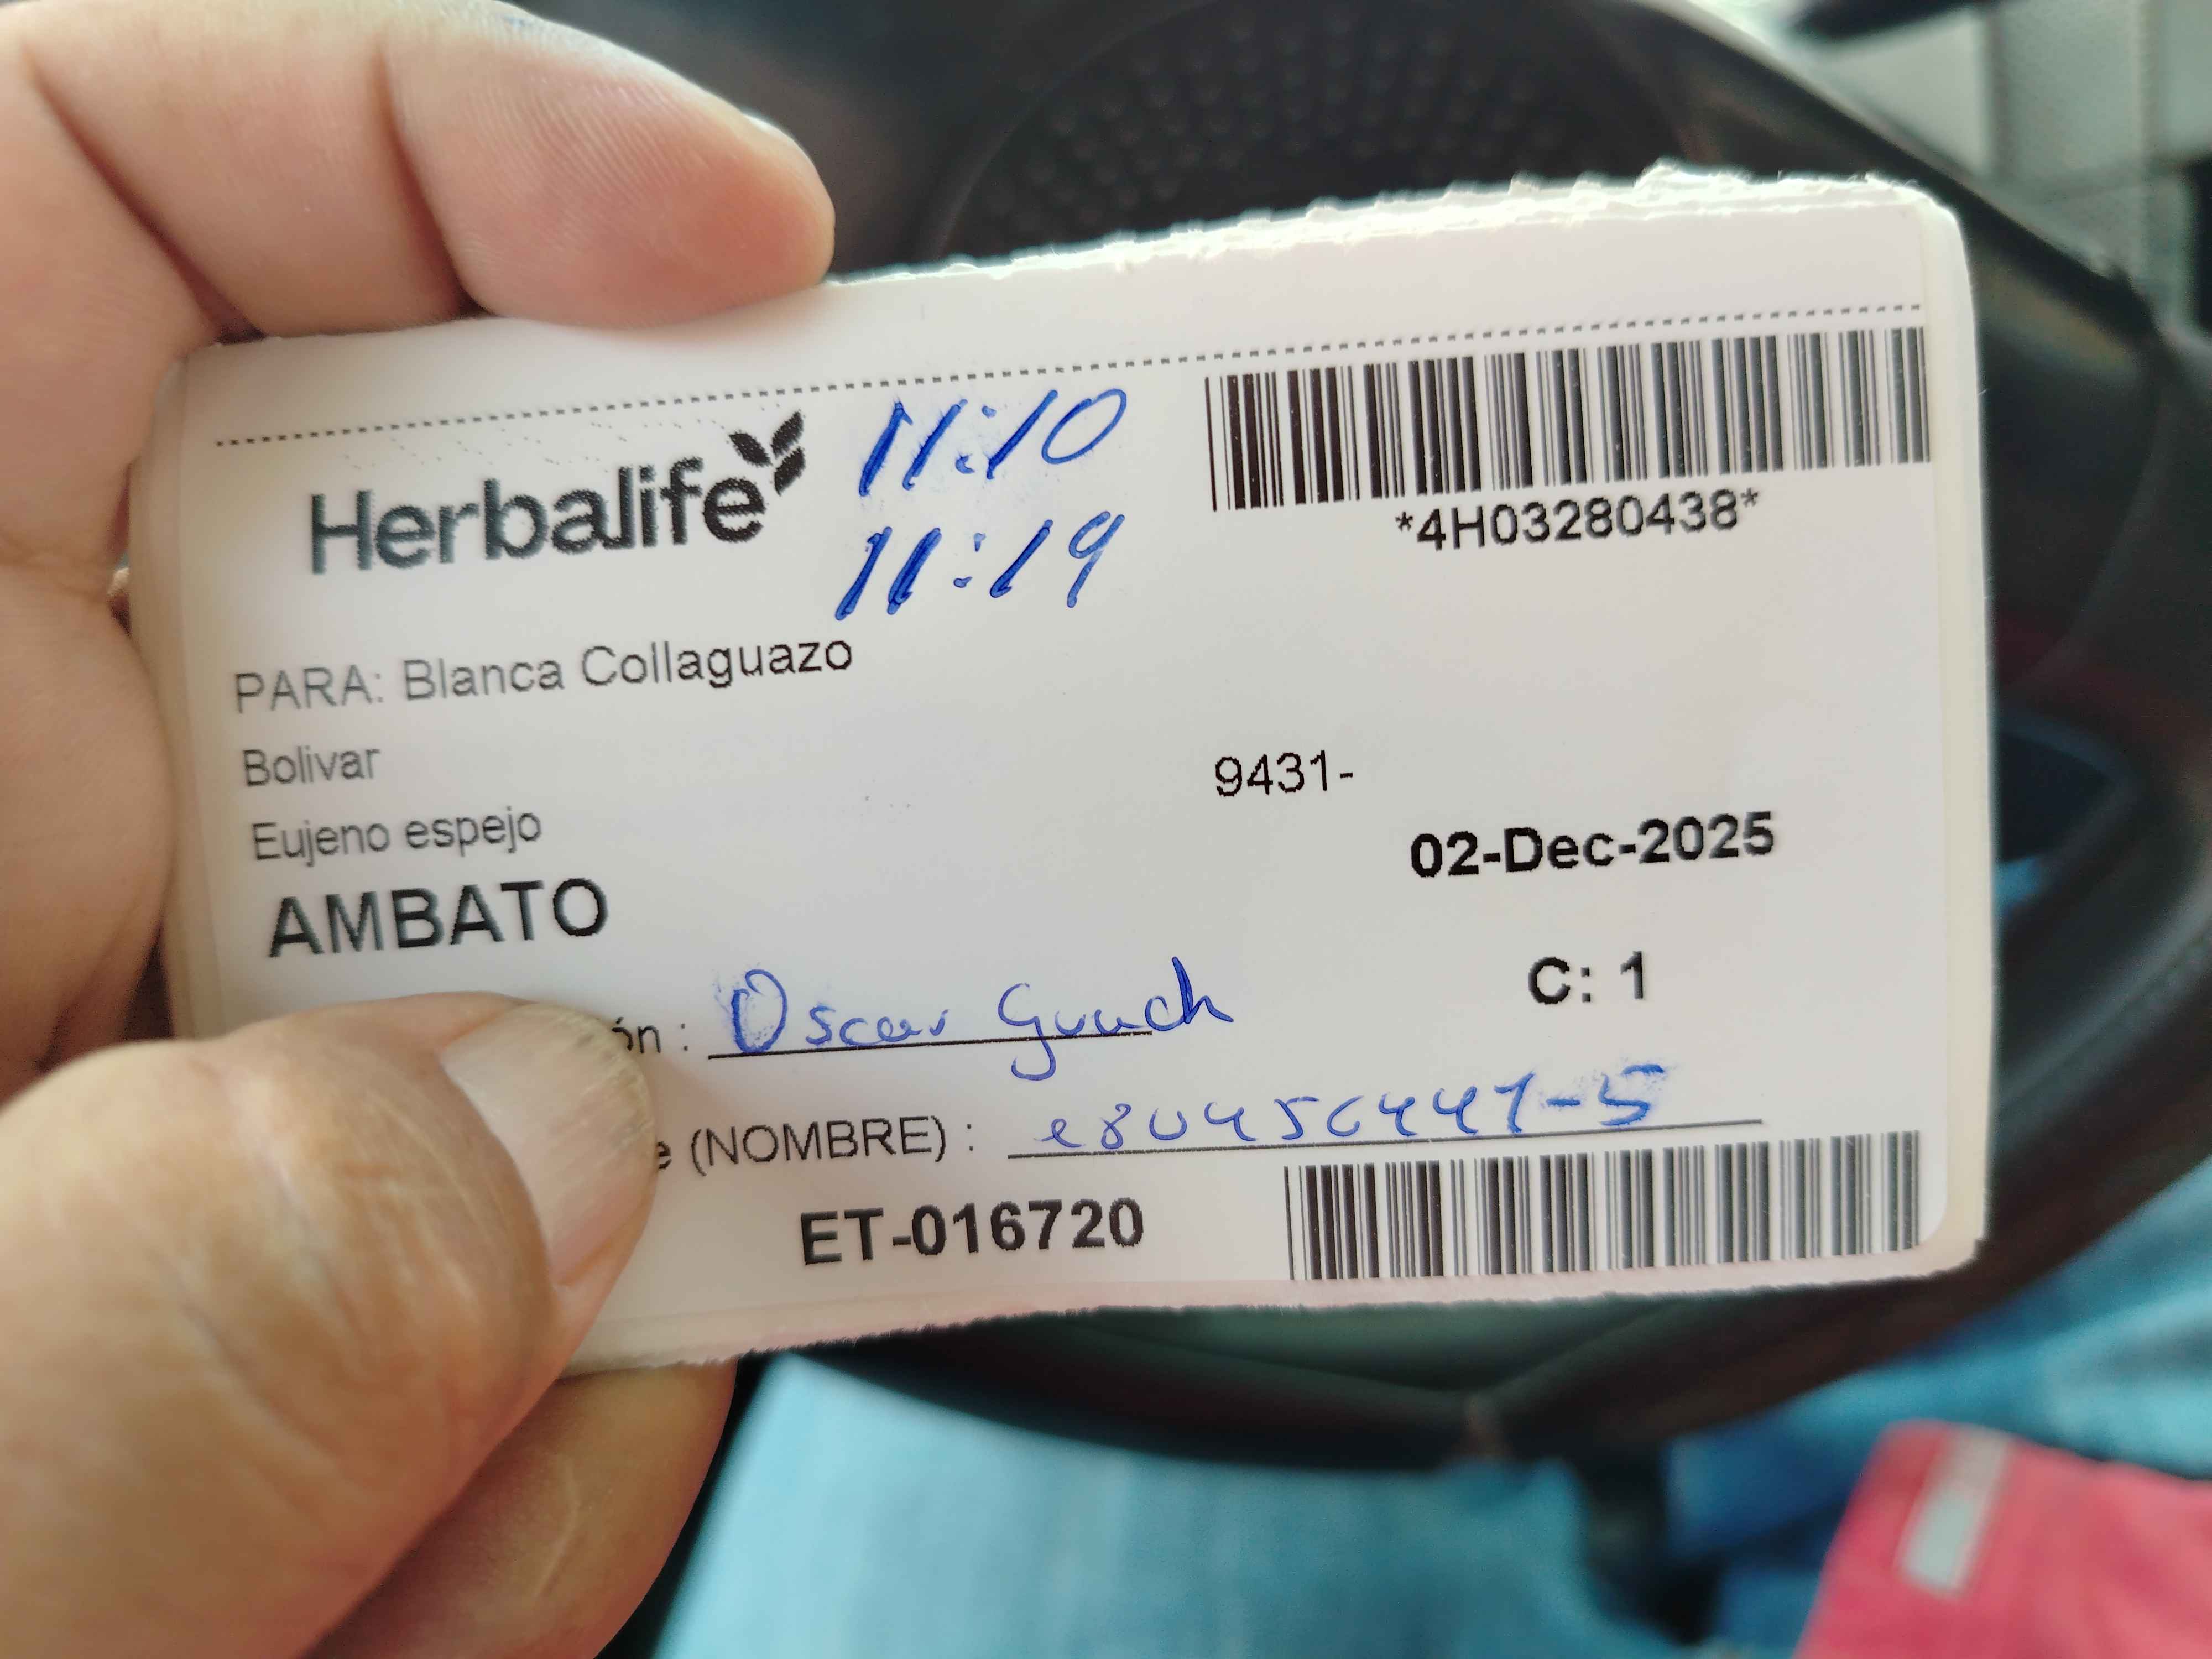 Herbalife
11:10
11:19
*4H03280438*
PARA: Blanca Collaguazo
Bolivar
9431-
Eujeno espejo
02-Dec-2025
AMBATO
C: 1
ón : Oscar
e (NOMBRE) :
ET-016720